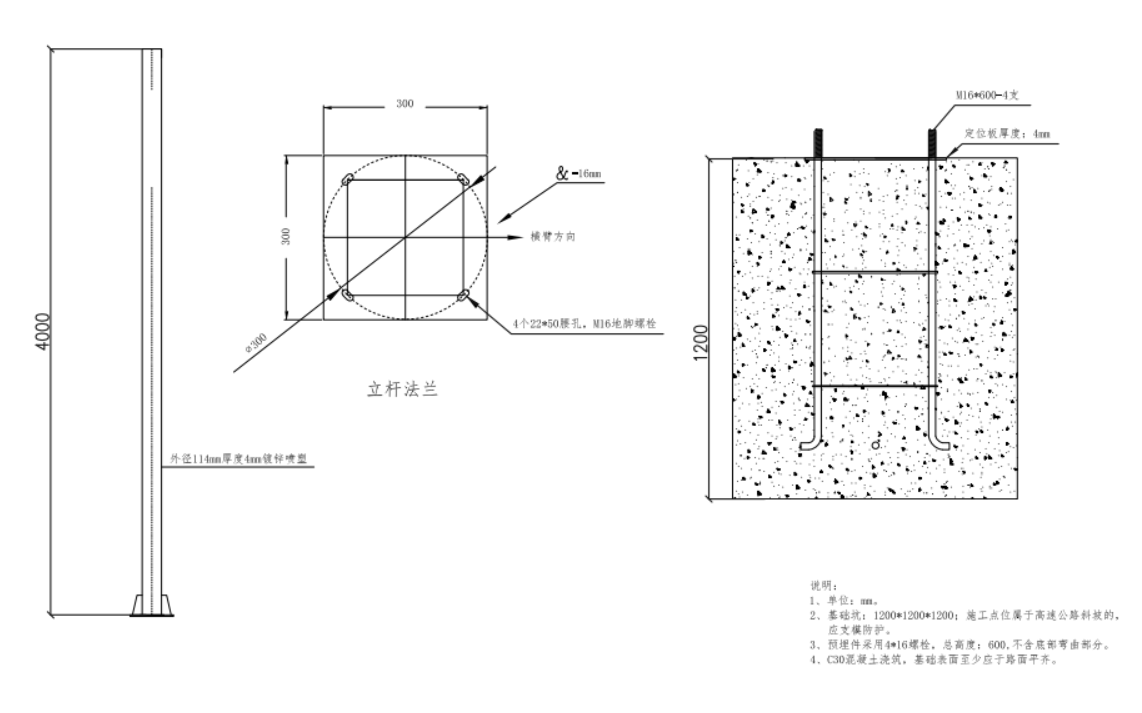 4000
外径114mm厚度4mm镀锌喷塑
300
300
&-16mm
横臂方向
ø300
4个22*50腰孔，M16地脚螺栓
立杆法兰
M16*600-4支
定位板厚度：4mm
1200
说明：
1、单位：mm。
2、基础坑：1200*1200*1200；施工点位属于高速公路斜坡的，
应支模防护。
3、预埋件采用4*16螺栓，总高度：600,不含底部弯曲部分。
4、C30混凝土浇筑，基础表面至少应于路面平齐。